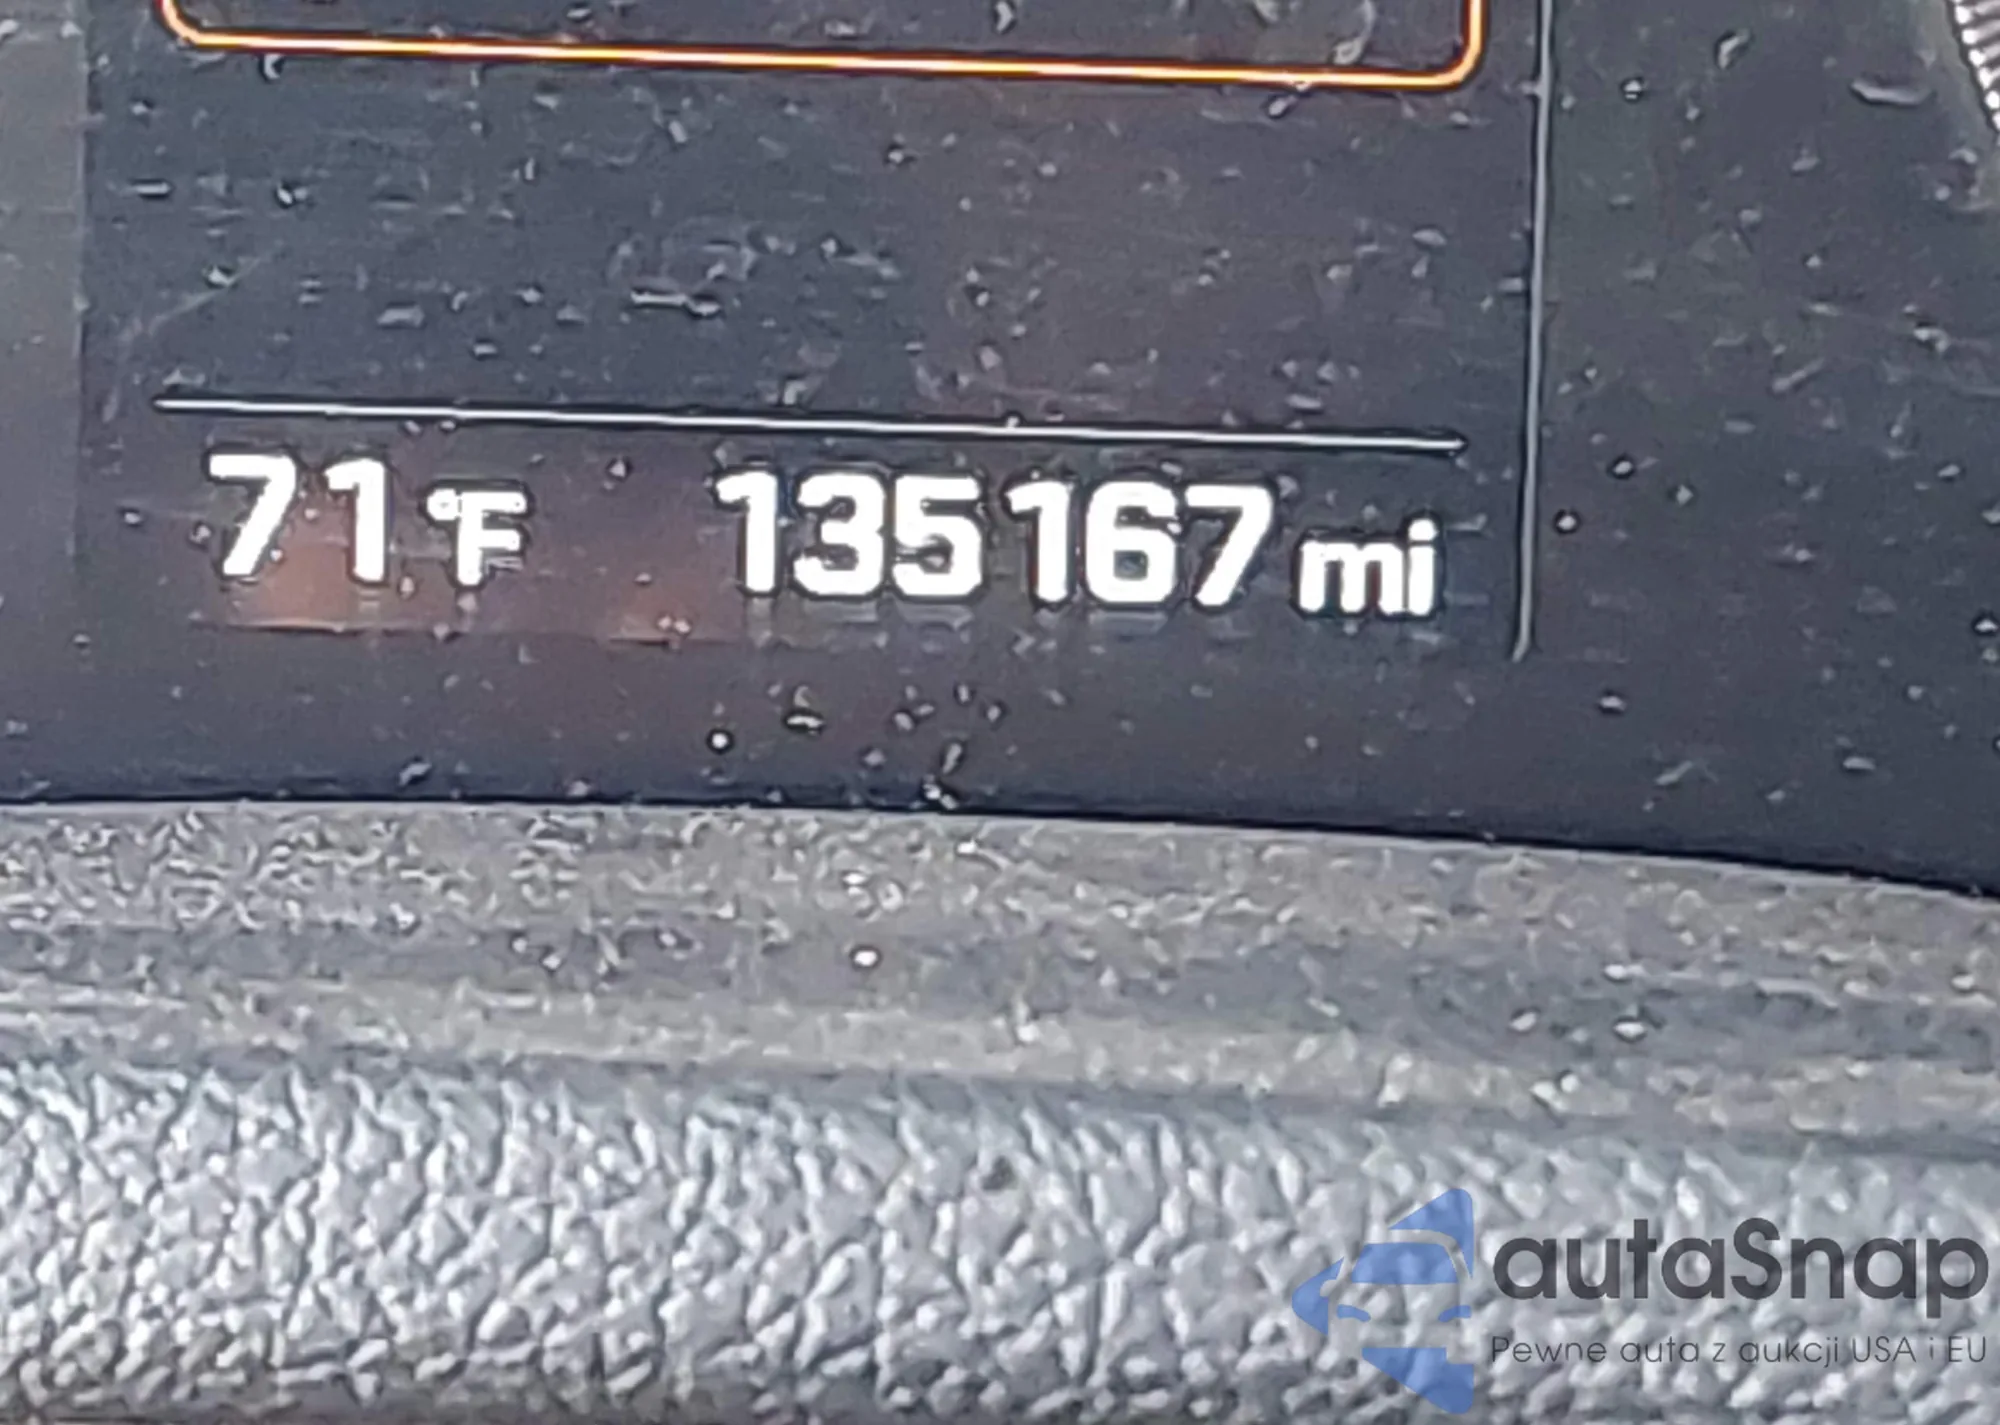 71 °F 135167 mi
autaSnap
Pewne auta z aukcji USA i EU